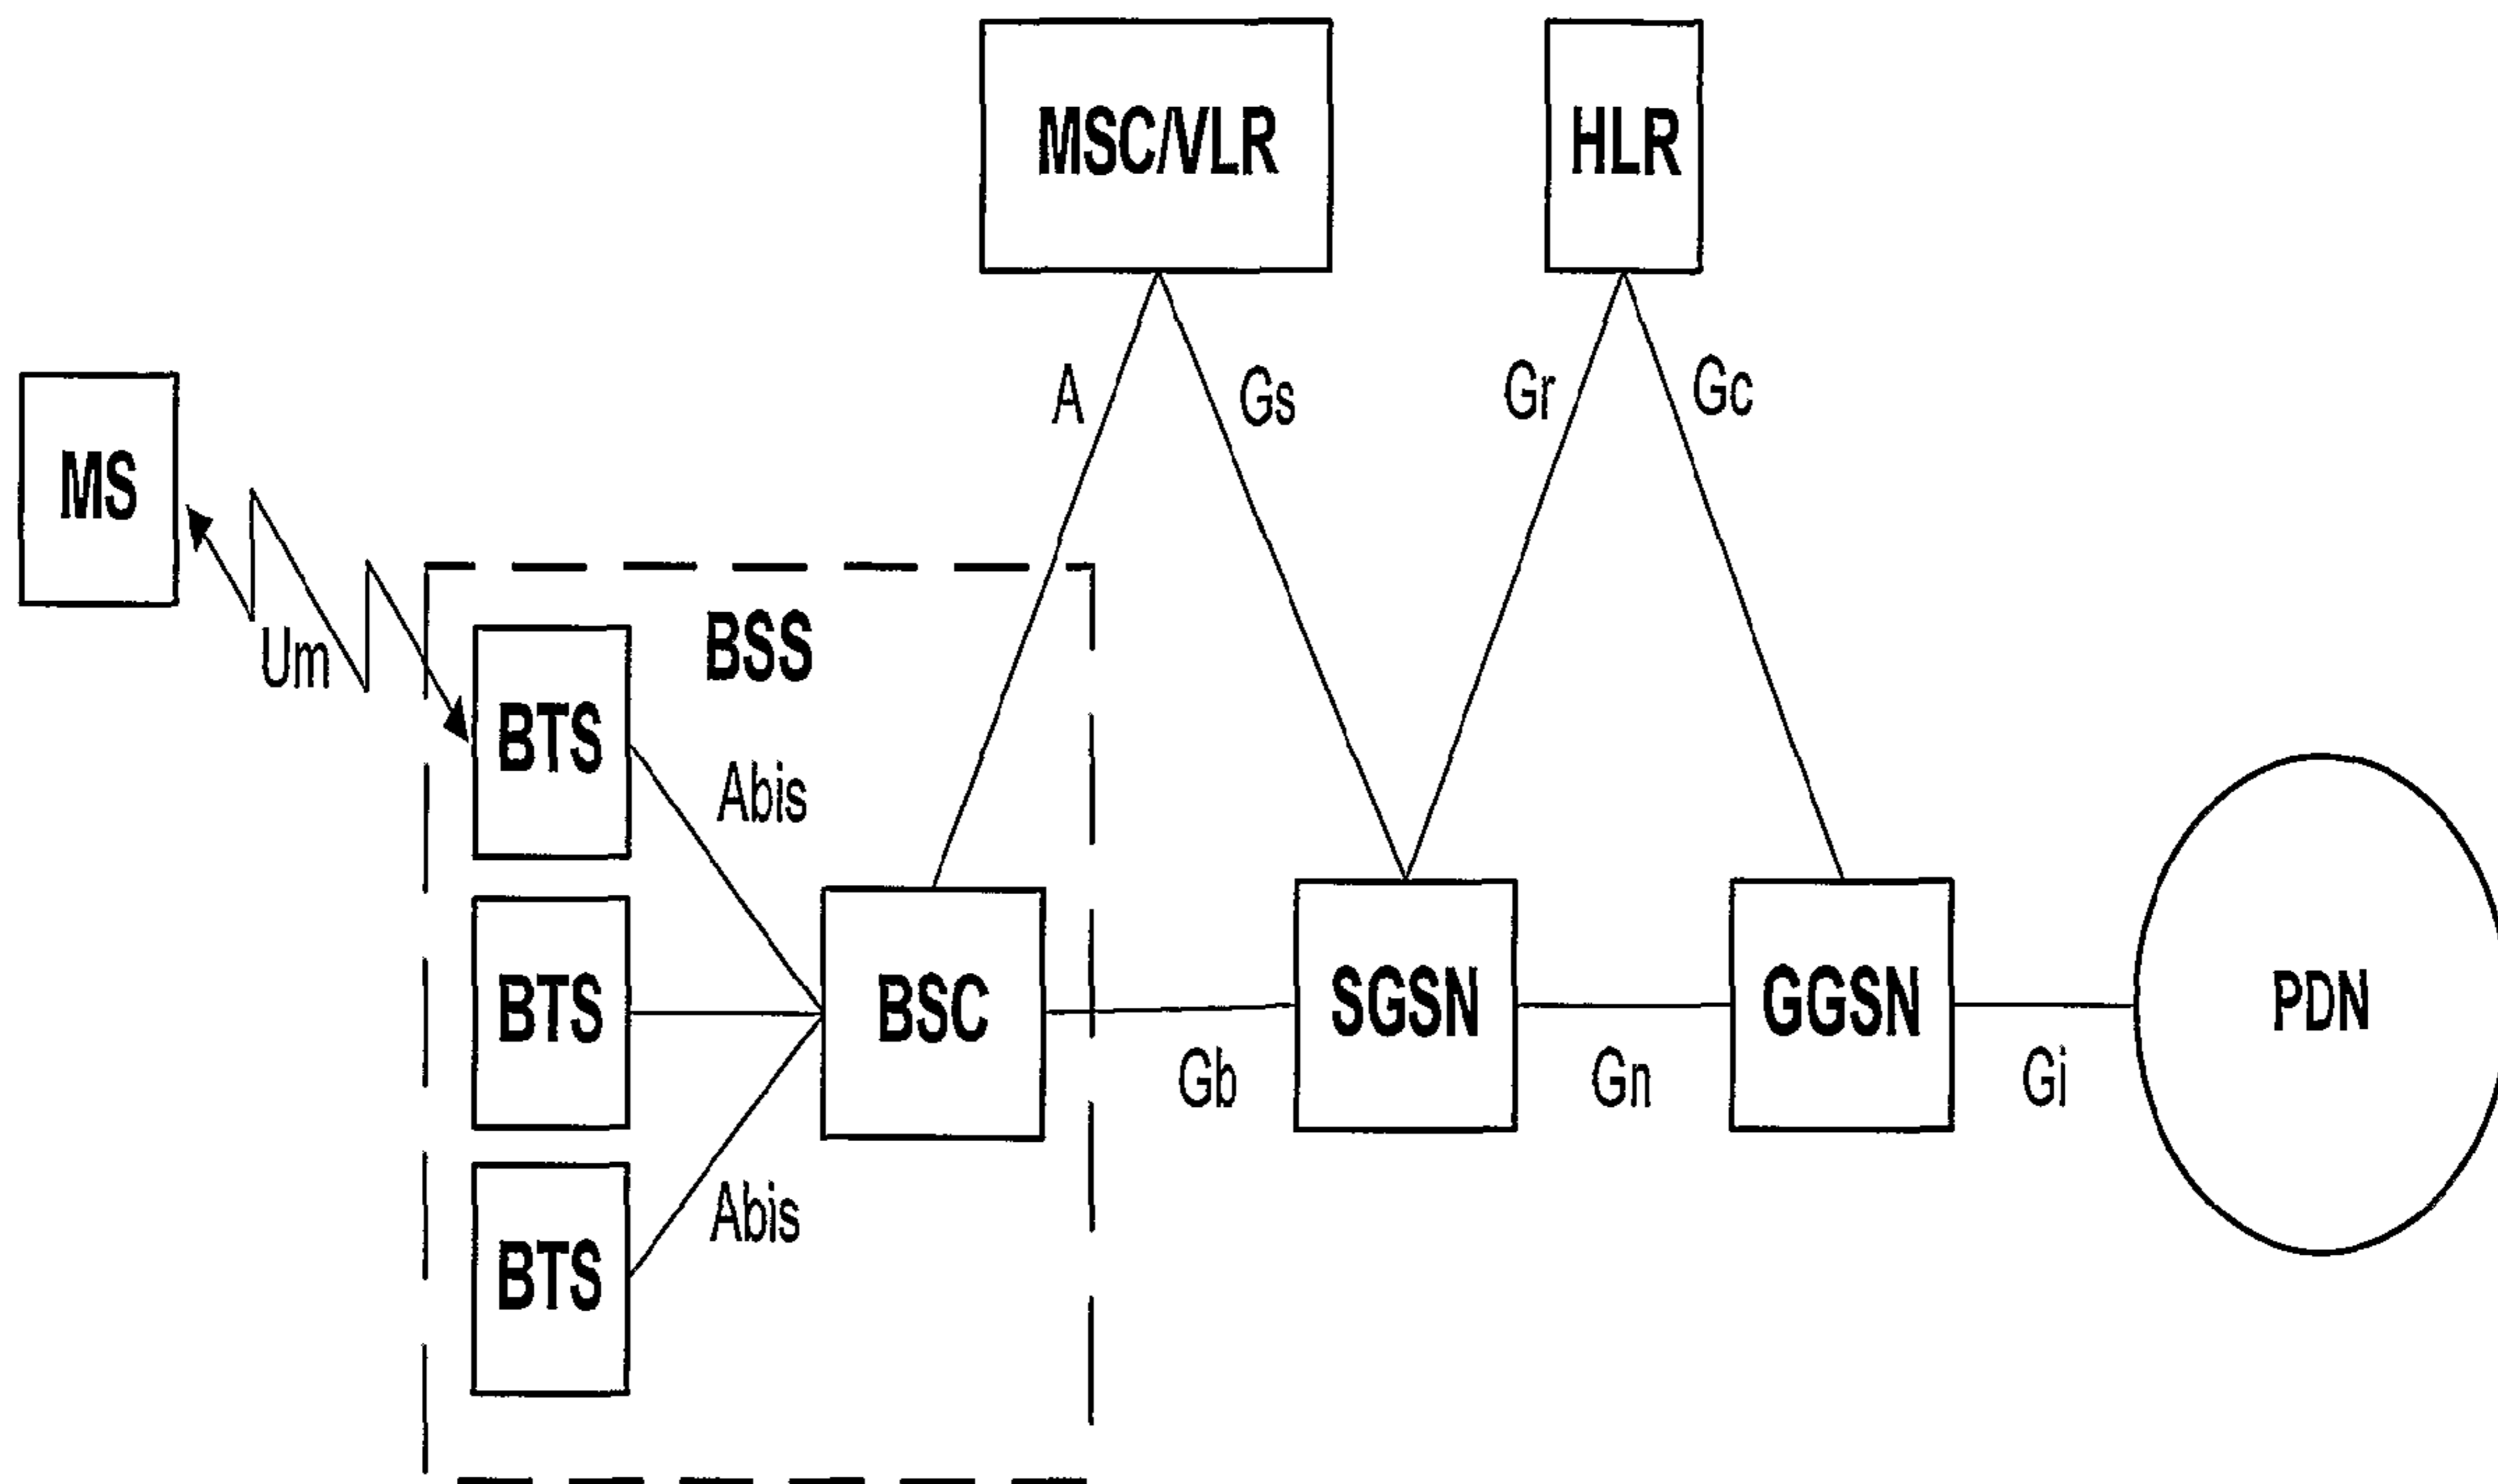 MSC/VLR
HLR
A
Gs
Gr
Gc
MS
Um
BSS
BTS
Abis
BTS
BSC
SGSN
GGSN
PDN
Gb
Gn
Gi
Abis
BTS